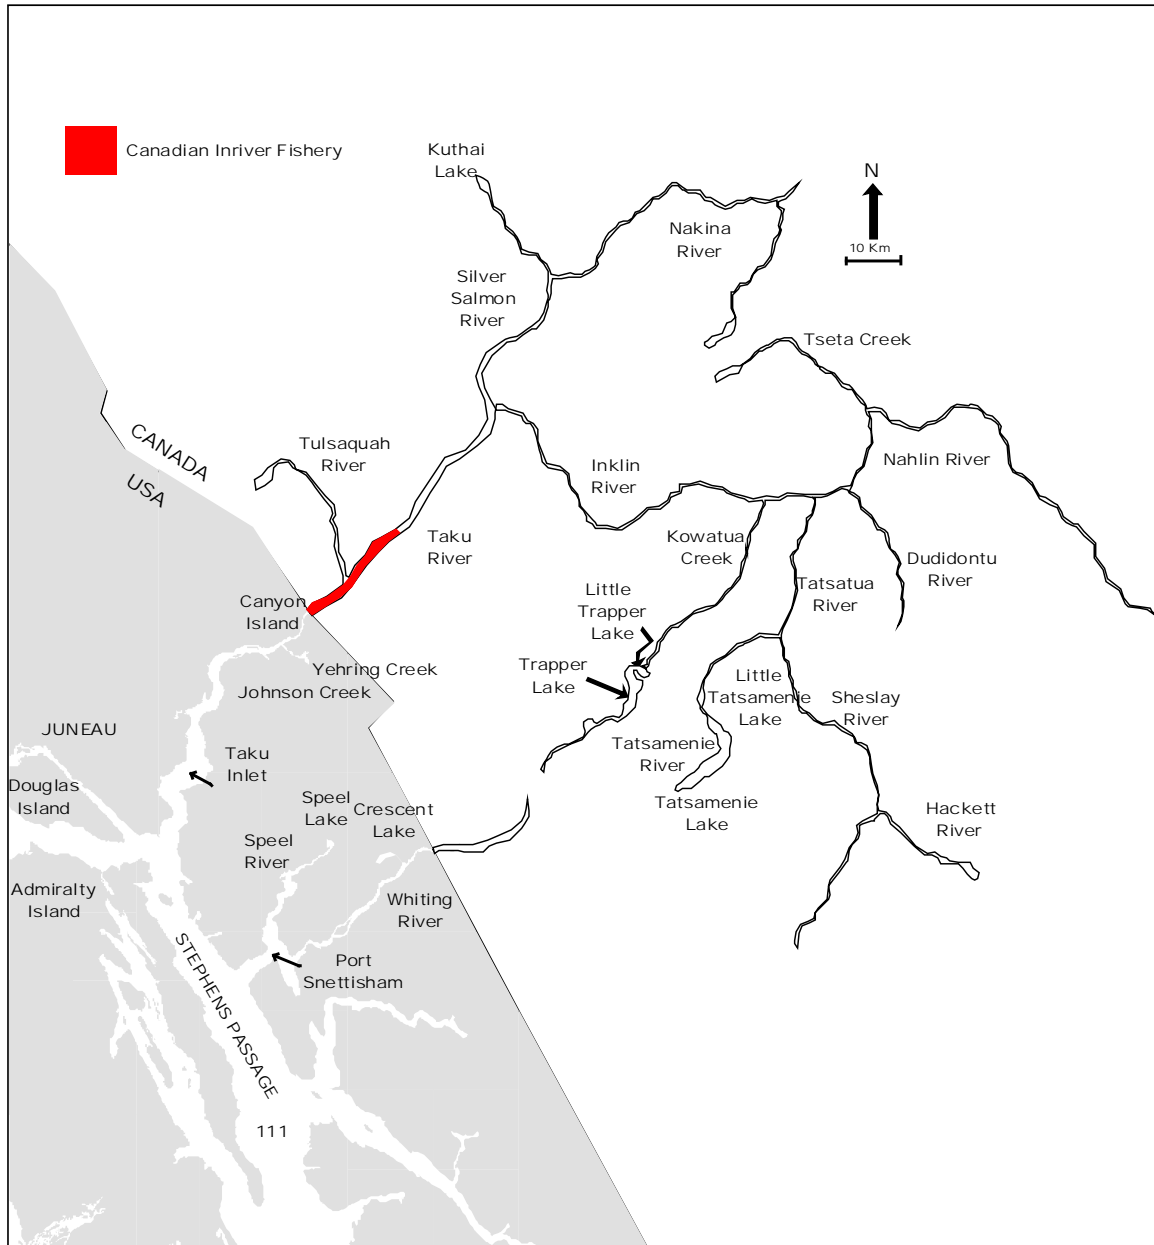 Canadian Inriver Fishery
Kuthai
Lake
N
10 Km
Nakina
River
Silver
Salmon
River
Tseta Creek
CANADA
USA
Tulsaquah
River
Inklin
River
Nahlin River
Taku
River
Kowatua
Creek
Dudidontu
River
Tatsatua
River
Little
Trapper
Lake
Canyon
Island
Yehring Creek
Johnson Creek
Trapper
Lake
Little
Tatsamenie
Lake
Sheslay
River
JUNEAU
Taku
Inlet
Tatsamenie
River
Douglas
Island
Speel
Lake
Crescent
Lake
Tatsamenie
Lake
Hackett
River
Speel
River
Admiralty
Island
Whiting
River
STEPHENS PASSAGE
Port
Snettisham
111